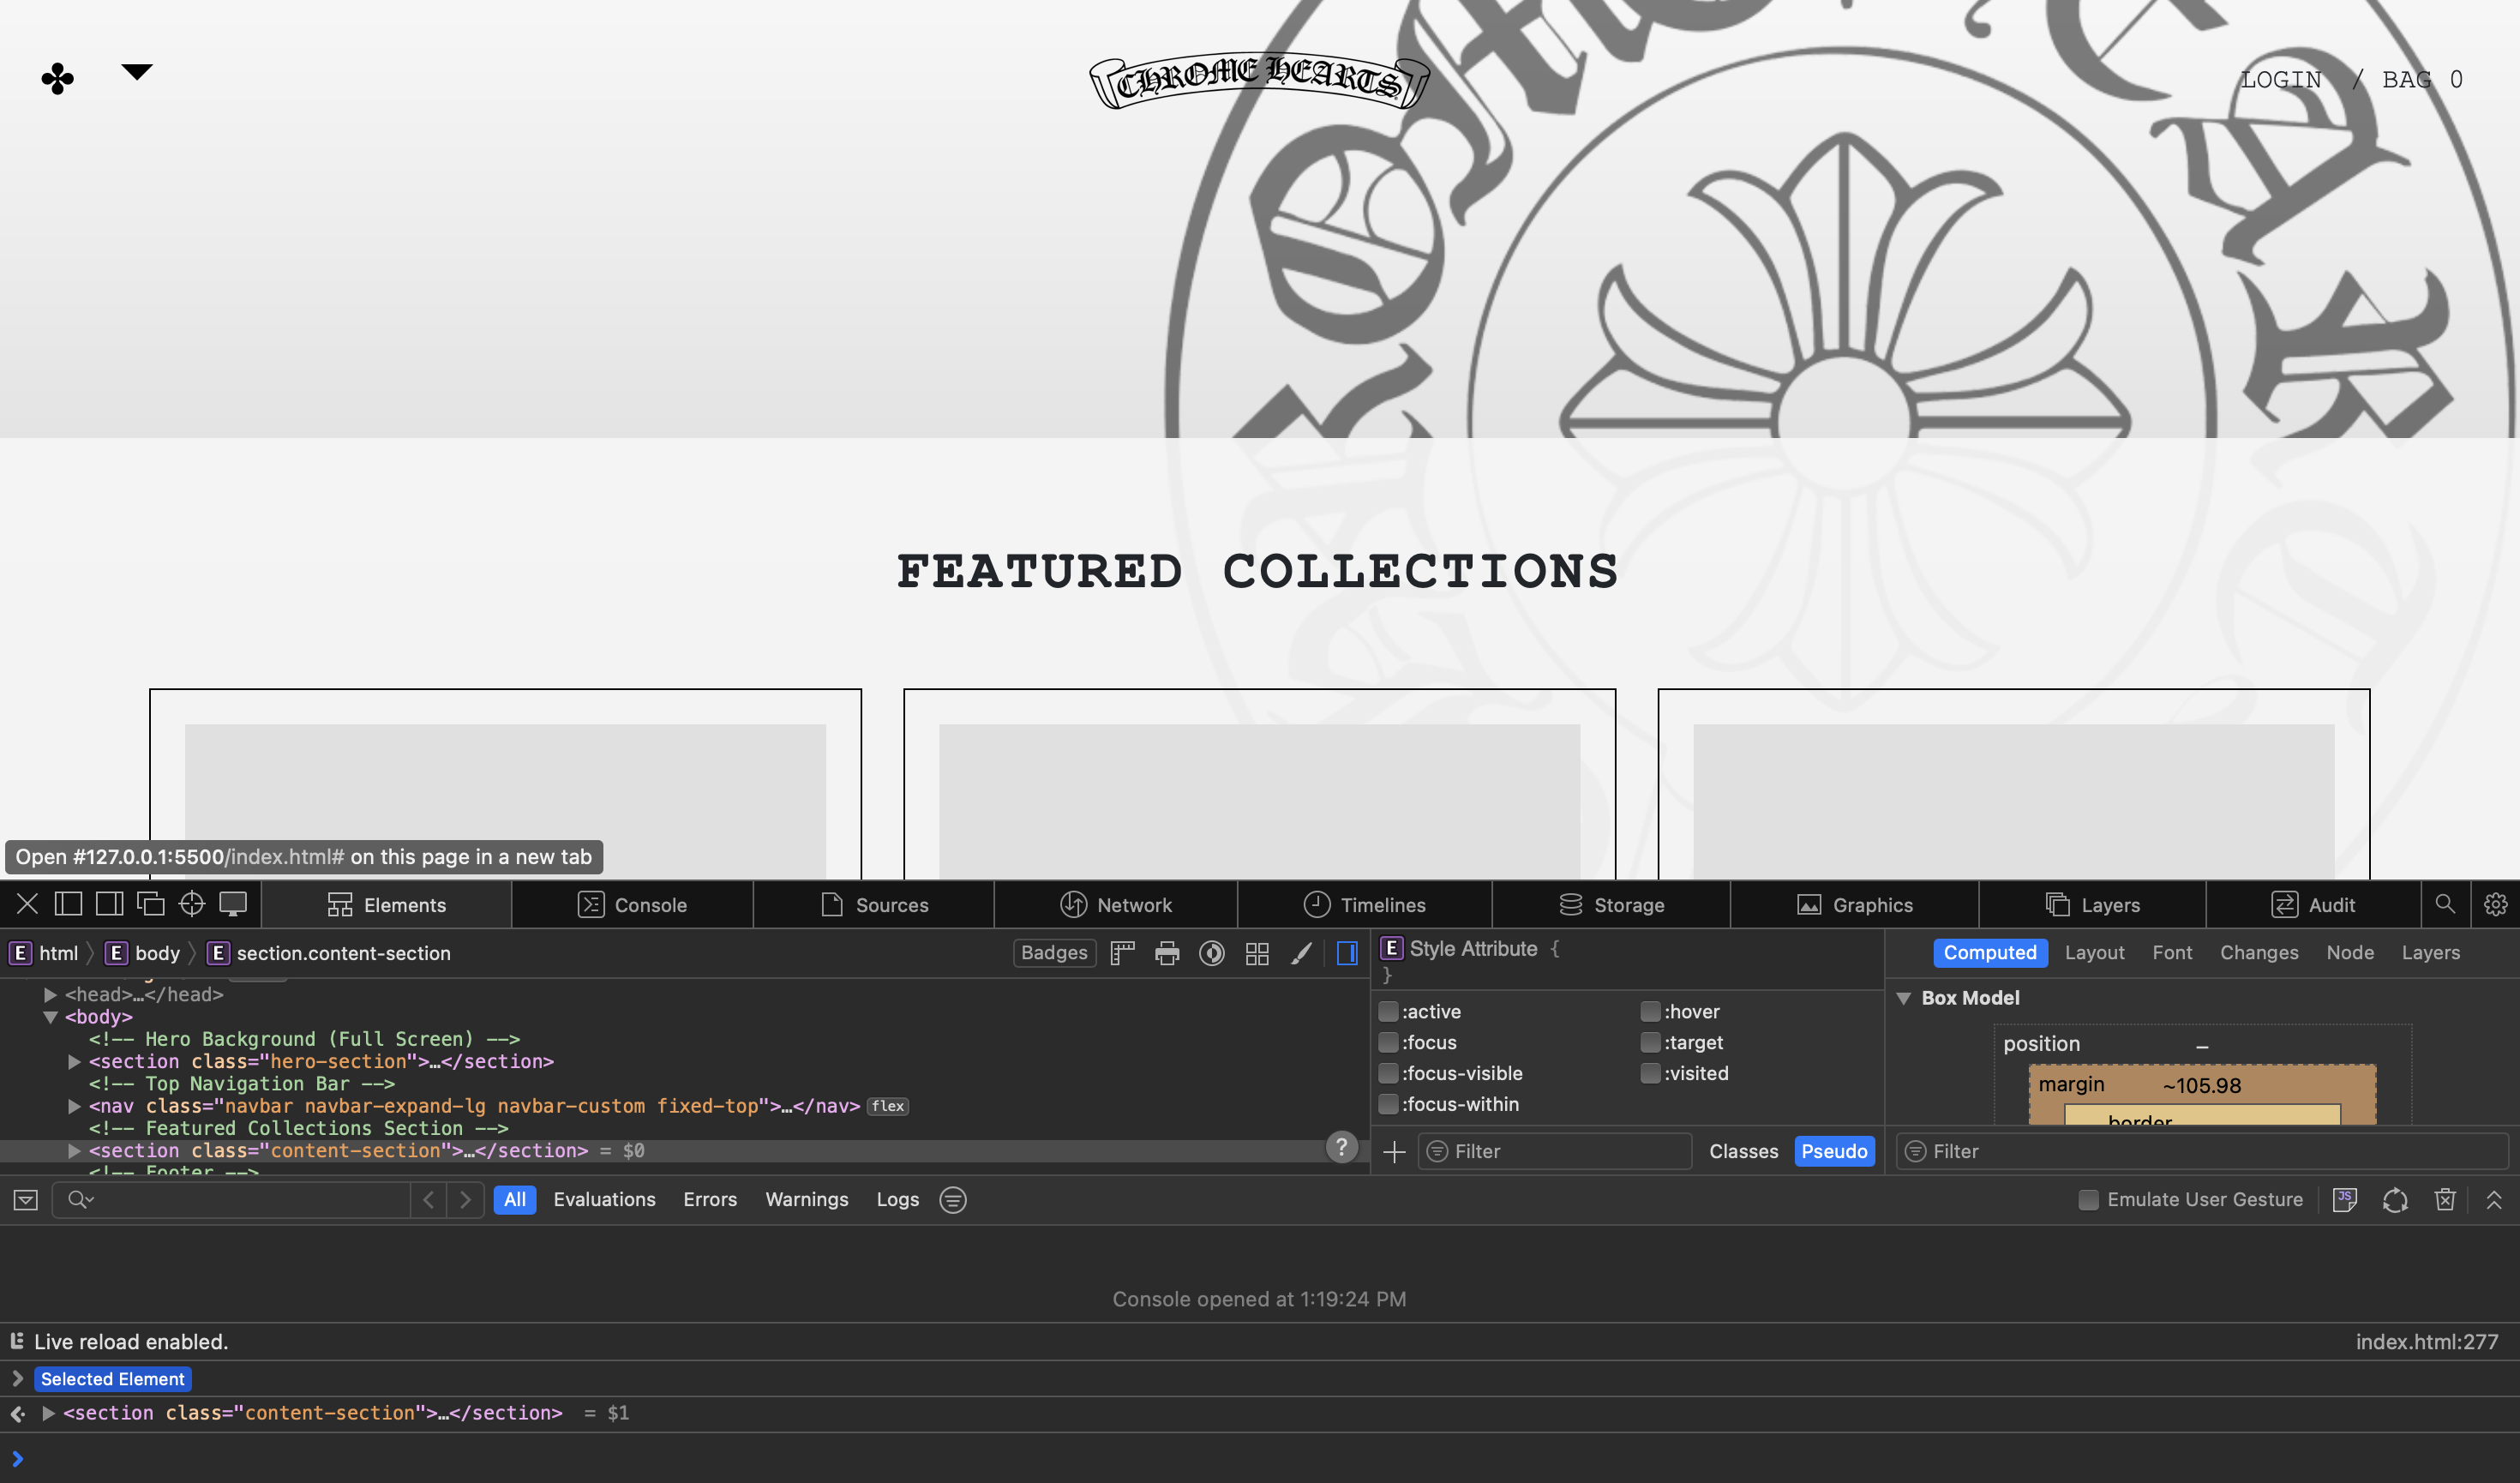 CHROME HEARTS
LOGIN / BAG 0
FEATURED COLLECTIONS
Open #127.0.0.1:5500/index.html# on this page in a new tab
Elements Console Sources Network Timelines Storage Graphics Layers Audit
E html E body E section.content-section Badges
<head>…</head>
<body>
<!-- Hero Background (Full Screen) -->
<section class="hero-section">…</section>
<!-- Top Navigation Bar -->
<nav class="navbar navbar-expand-lg navbar-custom fixed-top">…</nav> flex
<!-- Featured Collections Section -->
<section class="content-section">…</section> = $0
<!-- Footer -->
?
E Style Attribute {
}
:active :hover
:focus :target
:focus-visible :visited
:focus-within
Filter Classes Pseudo
Computed Layout Font Changes Node Layers
Box Model
position –
margin ~105.98
border
Filter
All Evaluations Errors Warnings Logs Emulate User Gesture JS
Console opened at 1:19:24 PM
Live reload enabled. index.html:277
Selected Element
<section class="content-section">…</section> = $1